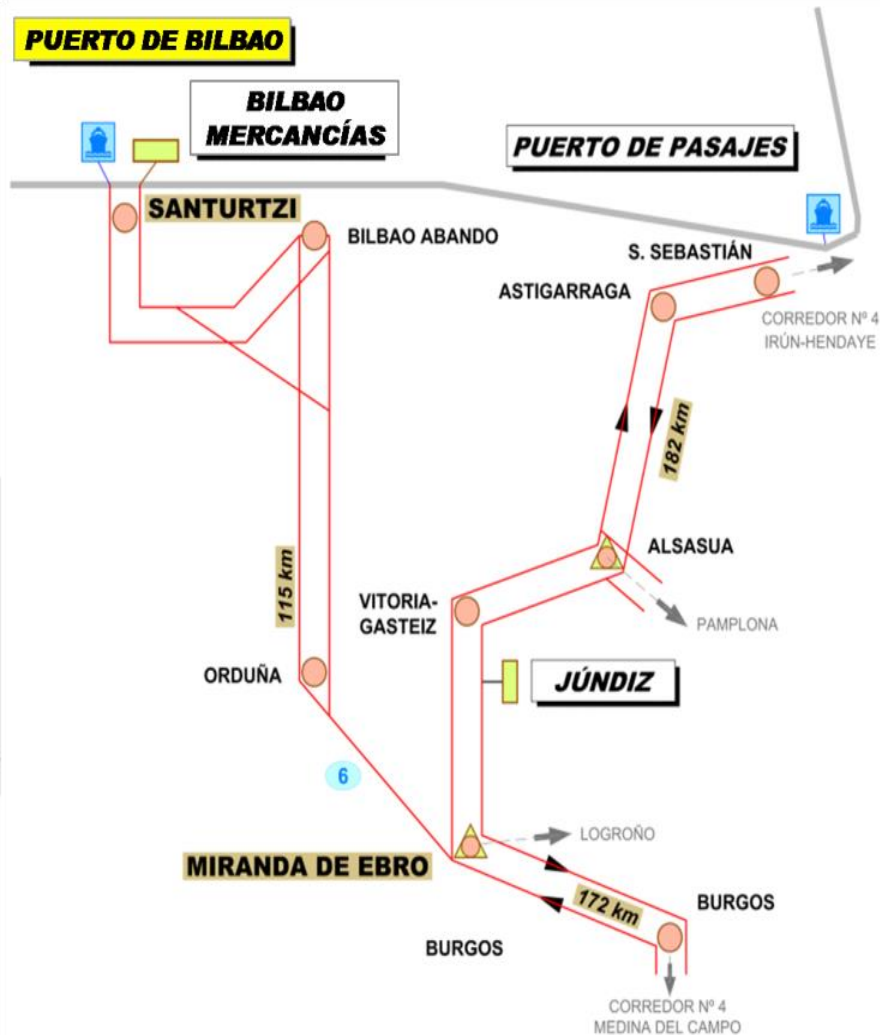 PUERTO DE BILBAO
BILBAO
MERCANCÍAS
PUERTO DE PASAJES
SANTURTZI
BILBAO ABANDO
S. SEBASTIÁN
ASTIGARRAGA
CORREDOR Nº 4
IRÚN-HENDAYE
182 km
115 km
ALSASUA
VITORIA-
GASTEIZ
PAMPLONA
ORDUÑA
JÚNDIZ
6
LOGROÑO
MIRANDA DE EBRO
172 km
BURGOS
BURGOS
CORREDOR Nº 4
MEDINA DEL CAMPO